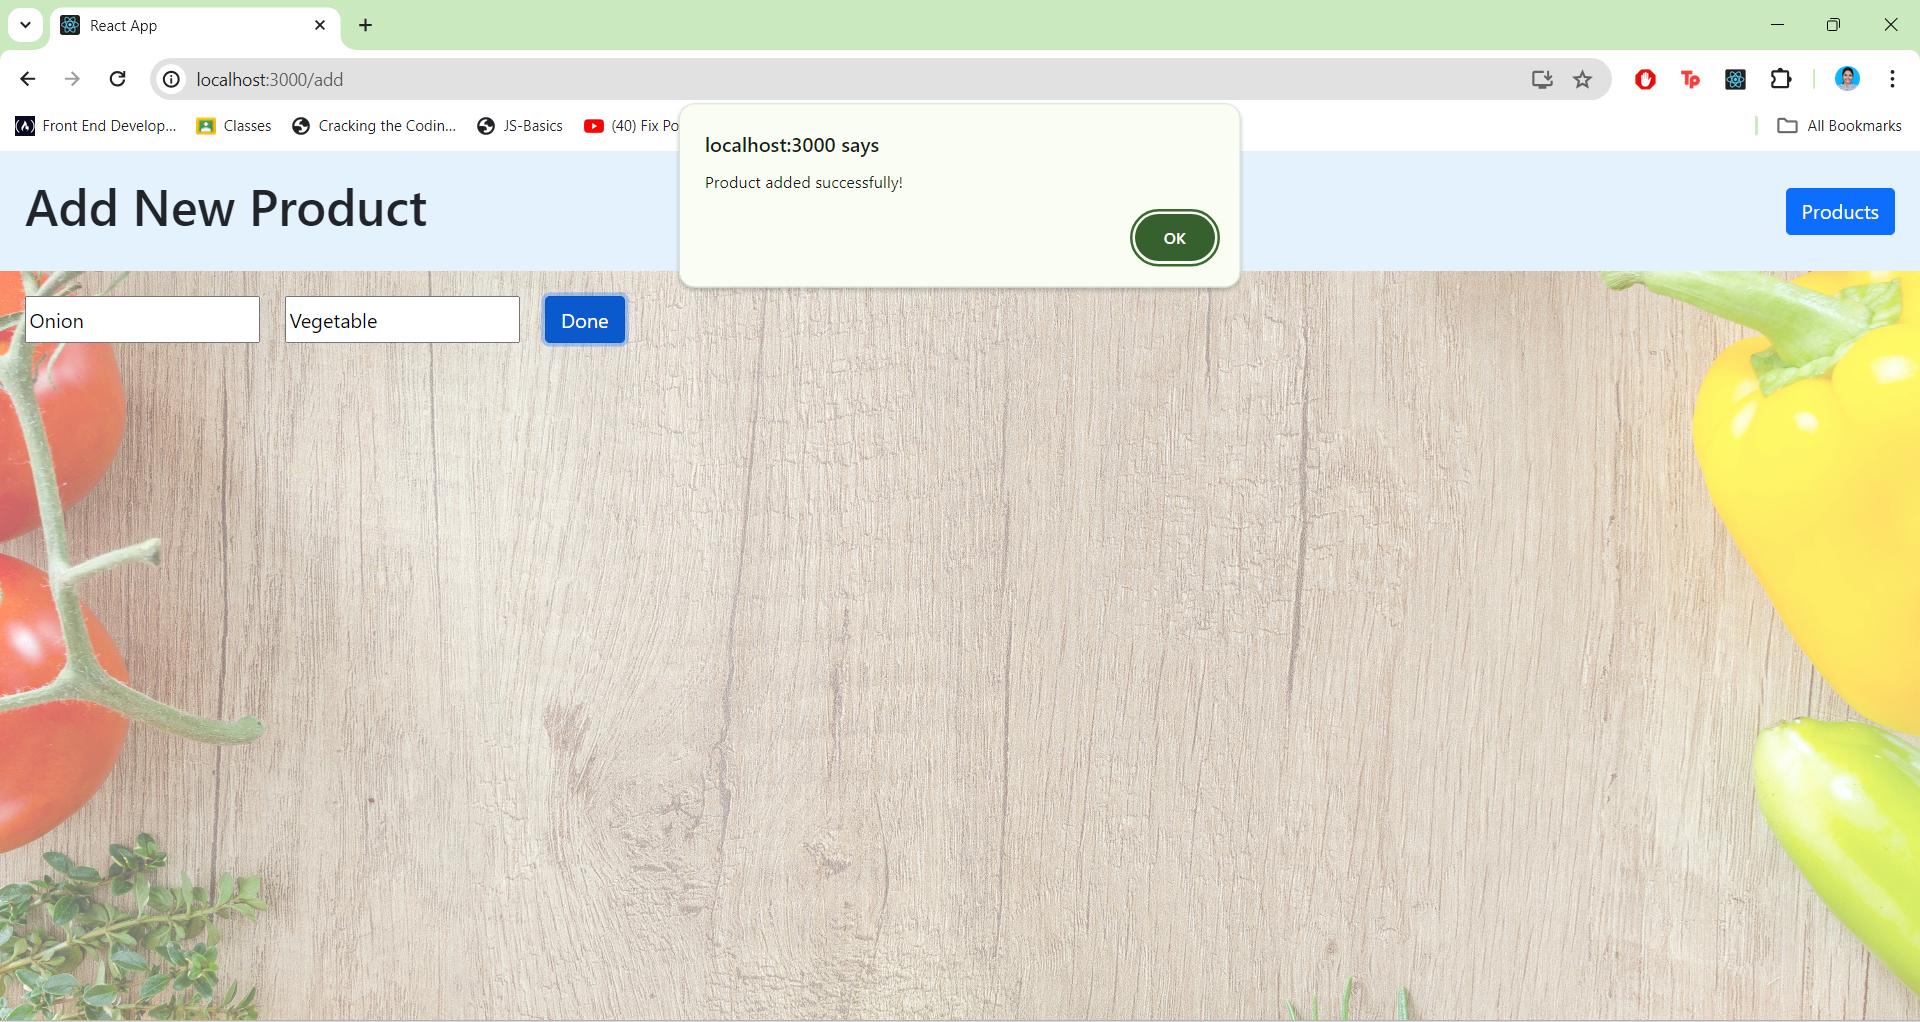 React App
localhost:3000/add
Front End Develop...
Classes
Cracking the Codin...
JS-Basics
(40) Fix Po
All Bookmarks
localhost:3000 says
Product added successfully!
OK
Add New Product
Products
Onion
Vegetable
Done